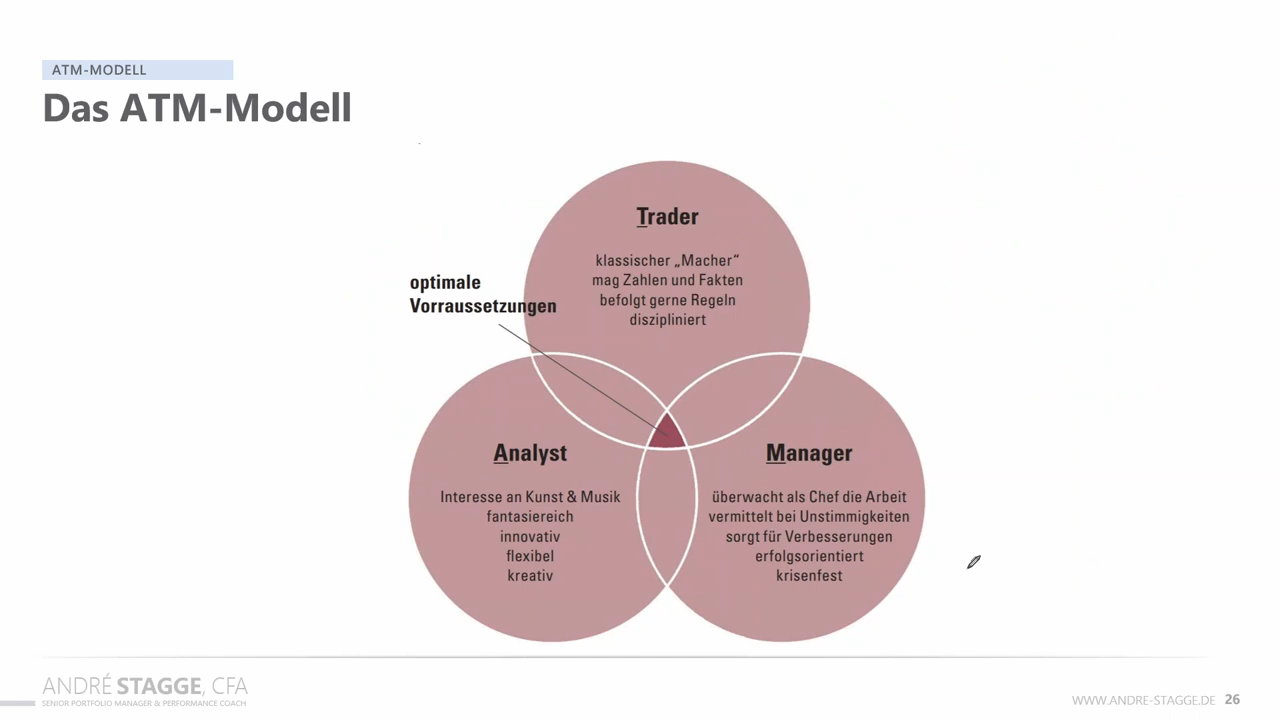 ATM-MODELL
Das ATM-Modell
Trader
klassischer „Macher“
mag Zahlen und Fakten
befolgt gerne Regeln
diszipliniert
optimale
Vorraussetzungen
Analyst
Interesse an Kunst & Musik
fantasiereich
innovativ
flexibel
kreativ
Manager
überwacht als Chef die Arbeit
vermittelt bei Unstimmigkeiten
sorgt für Verbesserungen
erfolgsorientiert
krisenfest
ANDRÉ STAGGE, CFA
SENIOR PORTFOLIO MANAGER & PERFORMANCE COACH
WWW.ANDRE-STAGGE.DE 26